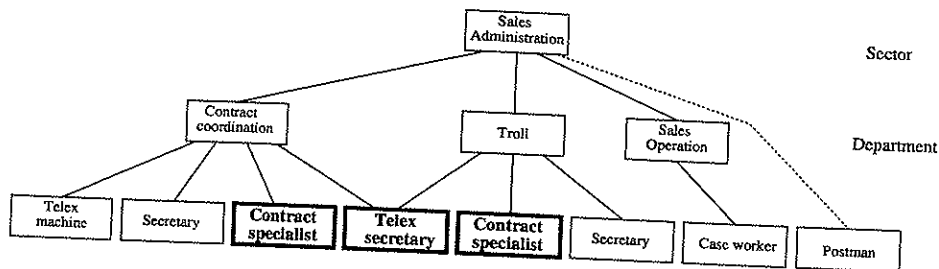 Sales
Administration
Sector
Contract
coordination
Troll
Sales
Operation
Department
Telex
machine
Secretary
Contract
specialist
Telex
secretary
Contract
specialist
Secretary
Case worker
Postman